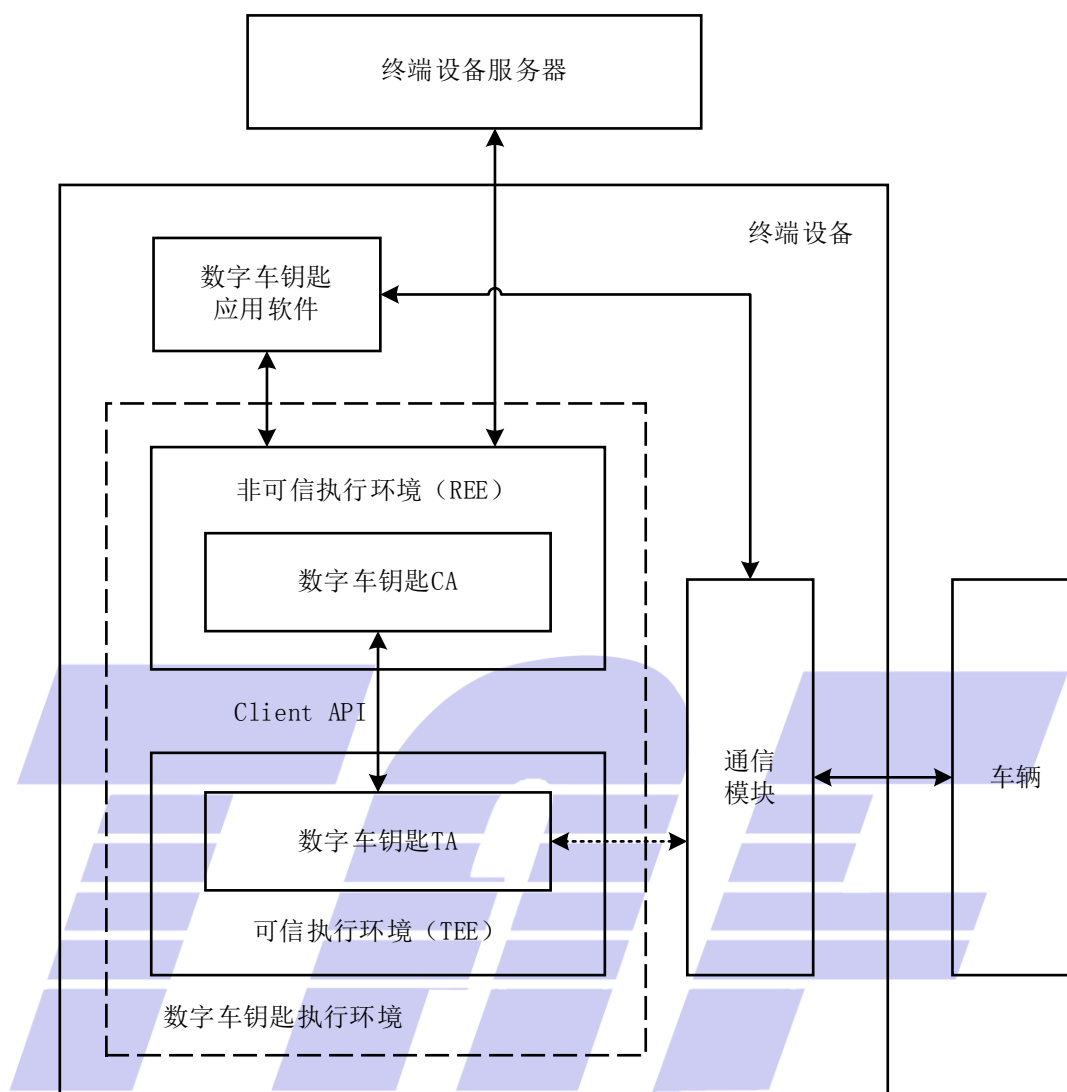 终端设备服务器
终端设备
数字车钥匙
应用软件
非可信执行环境（REE）
数字车钥匙CA
Client API
通信
模块
车辆
数字车钥匙TA
可信执行环境（TEE）
数字车钥匙执行环境
TAF